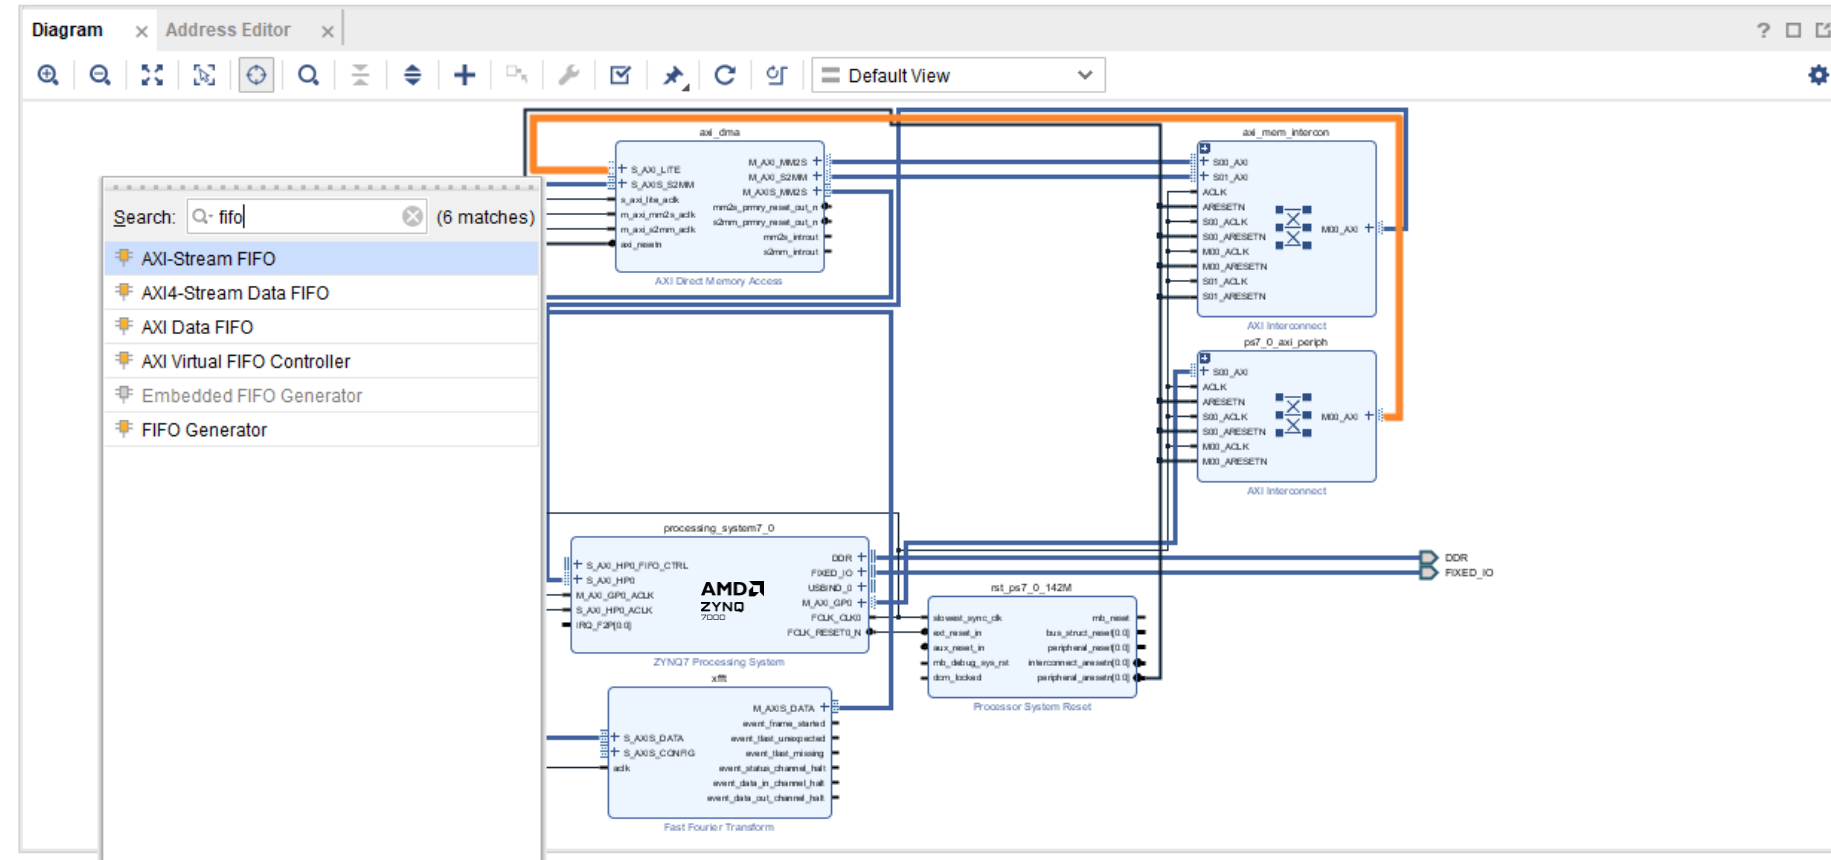 Diagram
Address Editor
?
Default View
Search:
fifo
(6 matches)
AXI-Stream FIFO
AXI4-Stream Data FIFO
AXI Data FIFO
AXI Virtual FIFO Controller
Embedded FIFO Generator
FIFO Generator
axi_dma
S_AXI_LITE
S_AXIS_S2MM
s_axi_lite_aclk
m_axi_mm2s_aclk
m_axi_s2mm_aclk
axi_resetn
M_AXI_MM2S
M_AXI_S2MM
M_AXIS_MM2S
mm2s_prmry_reset_out_n
s2mm_prmry_reset_out_n
mm2s_introut
s2mm_introut
AXI Direct Memory Access
axi_mem_intercon
S00_AXI
S01_AXI
ACLK
ARESETN
S00_ACLK
S00_ARESETN
M00_ACLK
M00_ARESETN
S01_ACLK
S01_ARESETN
M00_AXI
AXI Interconnect
ps7_0_axi_periph
S00_AXI
ACLK
ARESETN
S00_ACLK
S00_ARESETN
M00_ACLK
M00_ARESETN
M00_AXI
AXI Interconnect
processing_system7_0
S_AXI_HP0_FIFO_CTRL
S_AXI_HP0
M_AXI_GP0_ACLK
S_AXI_HP0_ACLK
IRQ_F2P[0:0]
AMD
ZYNQ
7000
DDR
FIXED_IO
USBIND_0
M_AXI_GP0
FCLK_CLK0
FCLK_RESET0_N
ZYNQ7 Processing System
DDR
FIXED_IO
rst_ps7_0_142M
slowest_sync_clk
ext_reset_in
aux_reset_in
mb_debug_sys_rst
dcm_locked
mb_reset
bus_struct_reset[0:0]
peripheral_reset[0:0]
interconnect_aresetn[0:0]
peripheral_aresetn[0:0]
Processor System Reset
xfft
S_AXIS_DATA
S_AXIS_CONFIG
aclk
M_AXIS_DATA
event_frame_started
event_tlast_unexpected
event_tlast_missing
event_status_channel_halt
event_data_in_channel_halt
event_data_out_channel_halt
Fast Fourier Transform